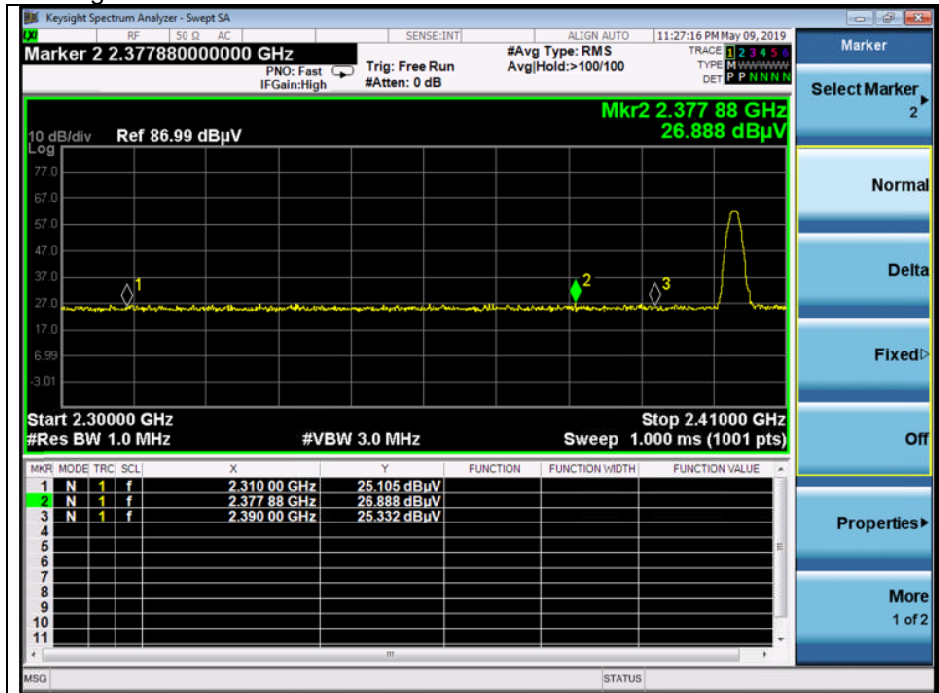 Keysight Spectrum Analyzer - Swept SA
LXI RF 50 Ω AC SENSE:INT ALIGN AUTO 11:27:16 PM May 09, 2019
Marker 2 2.377880000000 GHz
PNO: Fast
IFGain:High
Trig: Free Run
#Atten: 0 dB
#Avg Type: RMS
Avg|Hold:>100/100
TRACE 1 2 3 4 5 6
TYPE M WWWWW
DET P P N N N N
Mkr2 2.377 88 GHz
26.888 dBµV
10 dB/div Ref 86.99 dBµV
Log
77.0
67.0
57.0
47.0
37.0
27.0
17.0
6.99
-3.01
1
2
3
Start 2.30000 GHz Stop 2.41000 GHz
#Res BW 1.0 MHz #VBW 3.0 MHz Sweep 1.000 ms (1001 pts)
MKR MODE TRC SCL X Y FUNCTION FUNCTION WIDTH FUNCTION VALUE
1 N 1 f 2.310 00 GHz 25.105 dBµV
2 N 1 f 2.377 88 GHz 26.888 dBµV
3 N 1 f 2.390 00 GHz 25.332 dBµV
4
5
6
7
8
9
10
11
MSG STATUS
Marker
Select Marker
2
Normal
Delta
Fixed
Off
Properties
More
1 of 2